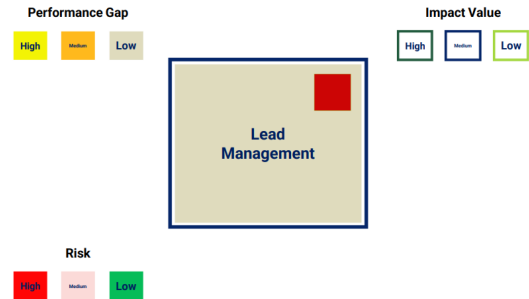 Performance Gap
High
Medium
Low
Impact Value
High
Medium
Low
Lead
Management
Risk
High
Medium
Low